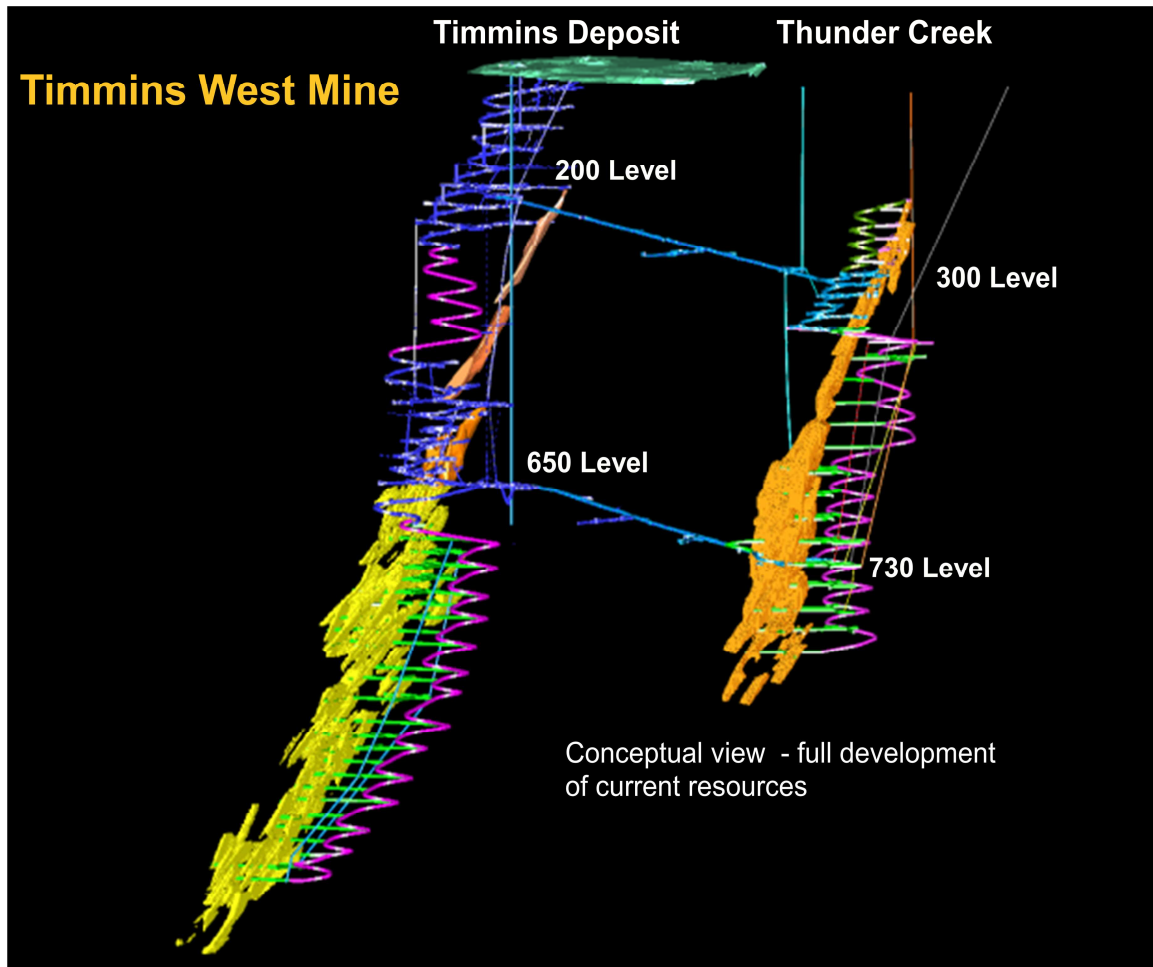 Timmins Deposit
Thunder Creek
Timmins West Mine
200 Level
300 Level
650 Level
730 Level
Conceptual view - full development
of current resources